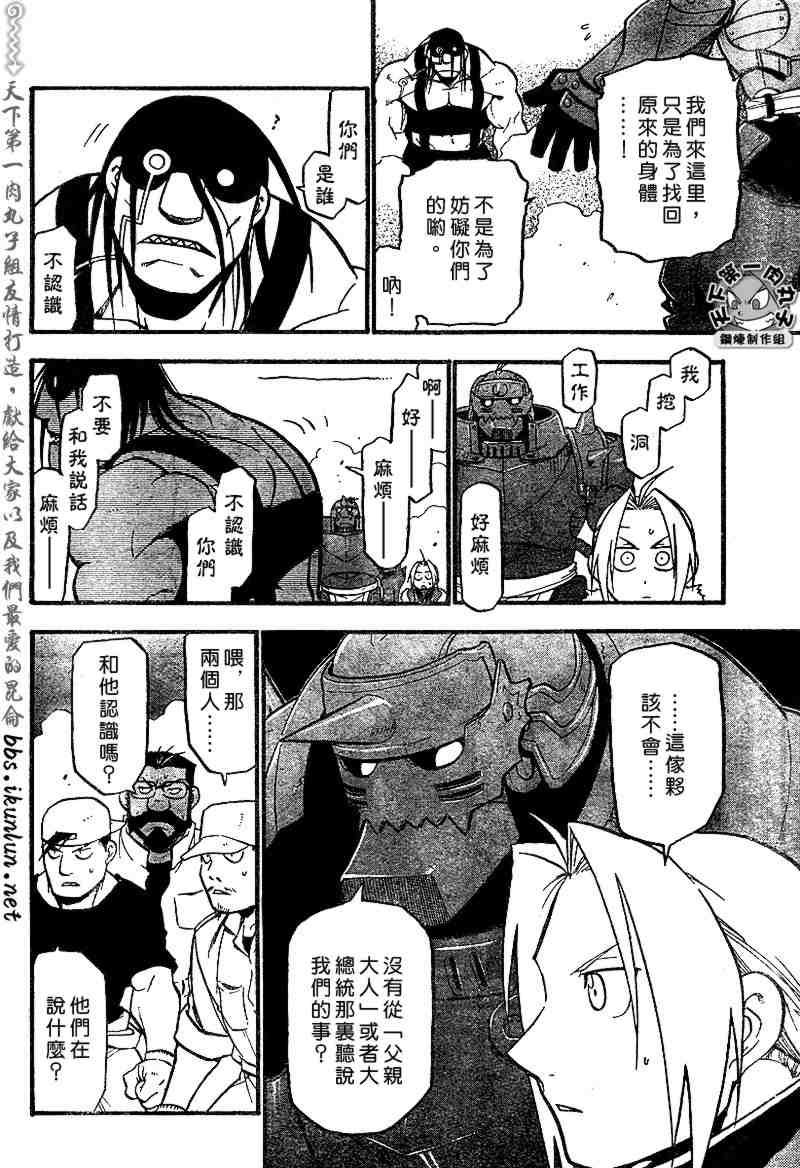 我們來這里，
只是為了找回
原來的身體
……！
不是為了
妨礙你們
的喲。
吶！
你們
是誰
？
不認識
我
挖
洞
工作
好麻煩
啊——
好——
麻煩——
不認識
你們
不要
和我說話
麻煩——
……這傢夥
該不會……
沒有從「父親
大人」或者大
總統那裏聽說
我們的事？
喂，那
兩個人……
和他認識嗎？
他們在
說什麼？
天下第一肉丸子組友情打造，獻給大家以及我們最愛的昆侖 bbs.ikunlun.net
天下第一肉丸子
鋼煉制作組